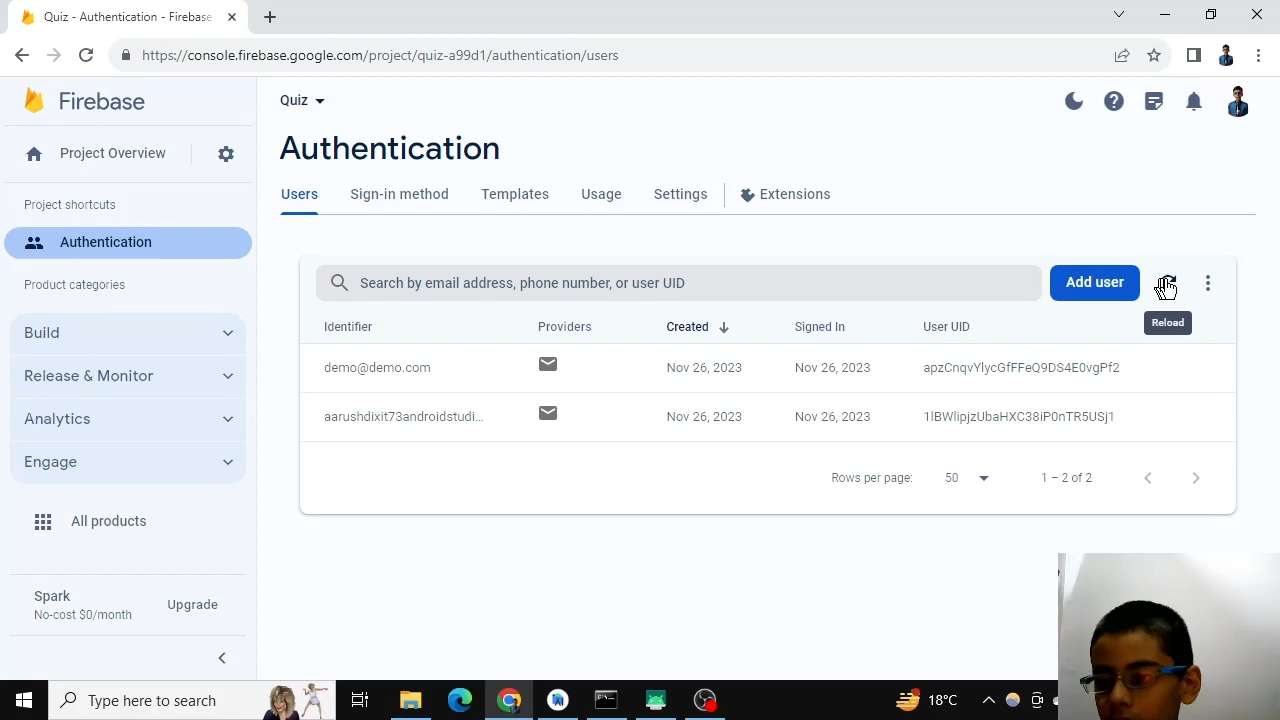 Quiz - Authentication - Firebase
https://console.firebase.google.com/project/quiz-a99d1/authentication/users
Firebase
Quiz
Project Overview
Authentication
Users
Sign-in method
Templates
Usage
Settings
Extensions
Project shortcuts
Authentication
Product categories
Build
Release & Monitor
Analytics
Engage
All products
Spark
No-cost $0/month
Upgrade
Search by email address, phone number, or user UID
Add user
Reload
Identifier Providers Created Signed In User UID
demo@demo.com Nov 26, 2023 Nov 26, 2023 apzCnqvYlycGfFFeQ9DS4E0vgPf2
aarushdixit73androidstudi... Nov 26, 2023 Nov 26, 2023 1lBWlipjzUbaHXC38iP0nTR5USj1
Rows per page: 50 1 – 2 of 2
Type here to search
18°C